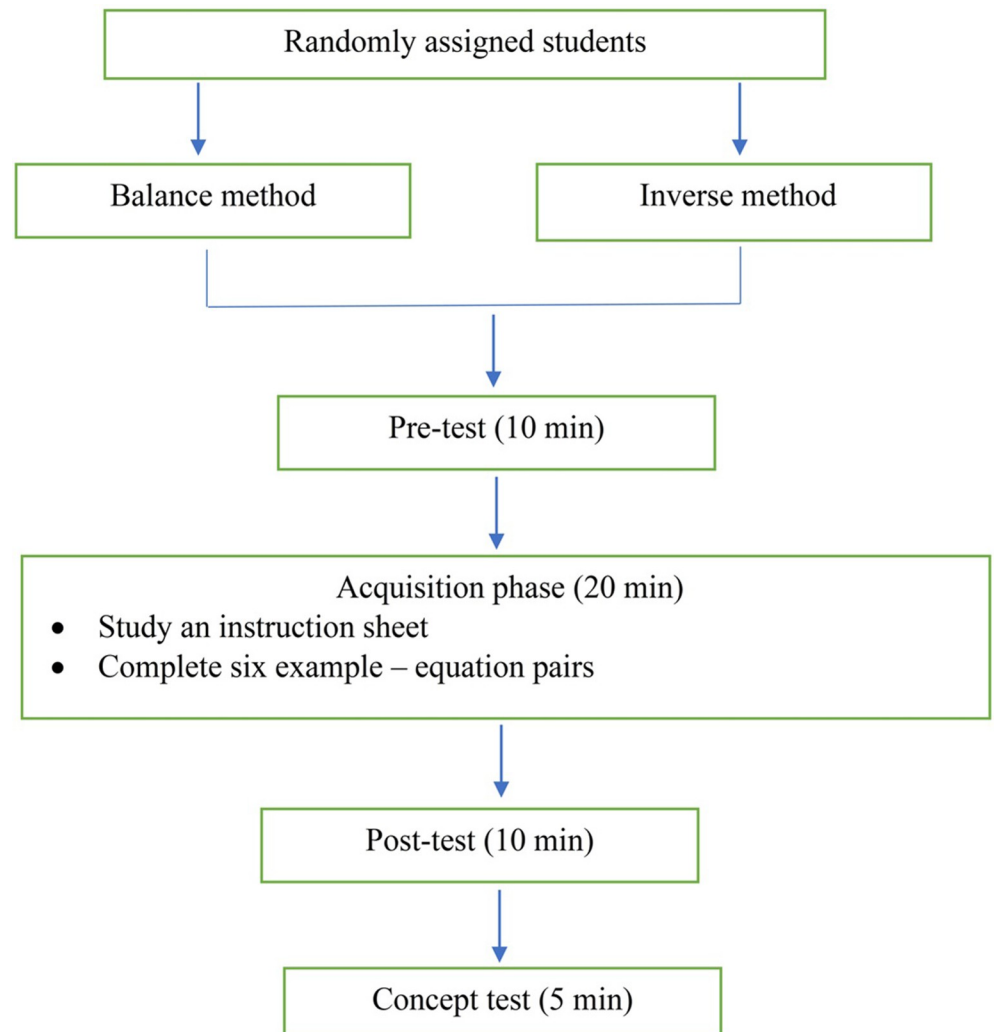 Randomly assigned students
Balance method
Inverse method
Pre-test (10 min)
Acquisition phase (20 min)
• Study an instruction sheet
• Complete six example – equation pairs
Post-test (10 min)
Concept test (5 min)